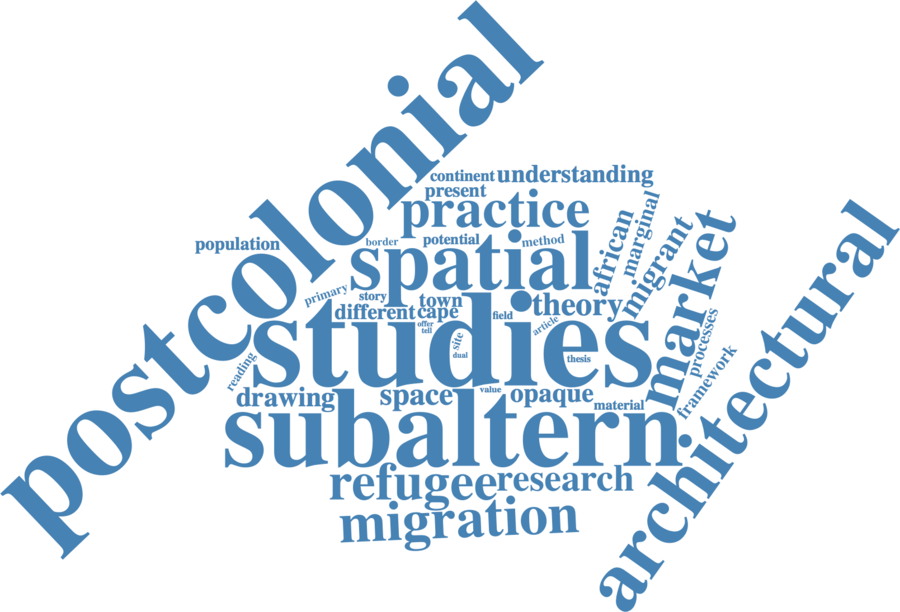 postcolonial
continent
understanding
present
practice
population
border
potential
method
spatial
african
marginal
migrant
market
architectural
primary
story
town
theory
different
cape
field
offer
tell
article
studies
site
dual
thesis
processes
reading
framework
drawing
space
value
opaque
material
subaltern
refugee
research
migration